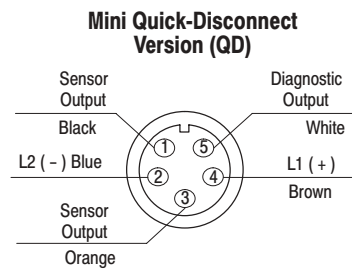 Mini Quick-Disconnect
Version (QD)
Sensor
Output
Black
Diagnostic
Output
White
1
5
L2 ( – ) Blue
2
4
L1 ( + )
Brown
3
Sensor
Output
Orange